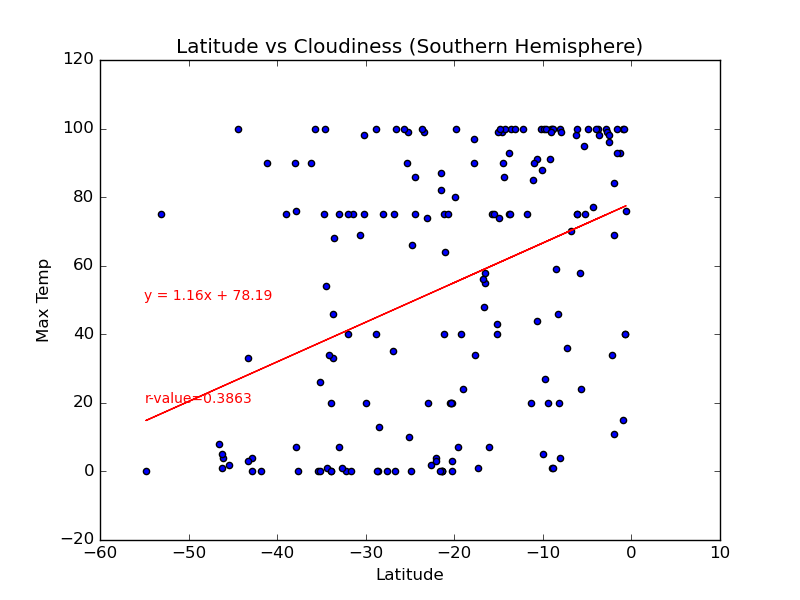 Latitude vs Cloudiness (Southern Hemisphere)
120
100
80
60
40
20
0
−20
Max Temp
y = 1.16x + 78.19
r-value=0.3863
−60 −50 −40 −30 −20 −10 0 10
Latitude